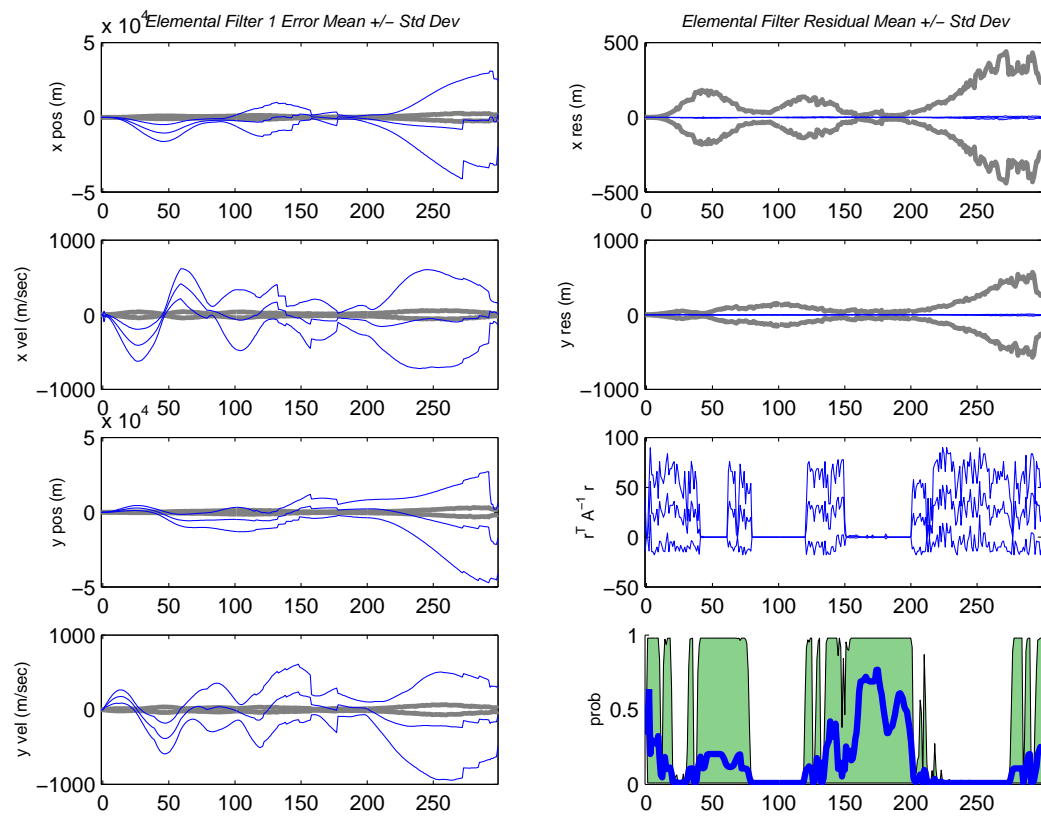 Elemental Filter 1 Error Mean +/− Std Dev
x 10^4
5
0
−5
x pos (m)
0 50 100 150 200 250
1000
0
−1000
x vel (m/sec)
0 50 100 150 200 250
x 10^4
5
0
−5
y pos (m)
0 50 100 150 200 250
1000
0
−1000
y vel (m/sec)
0 50 100 150 200 250
Elemental Filter Residual Mean +/− Std Dev
500
0
−500
x res (m)
0 50 100 150 200 250
1000
0
−1000
y res (m)
0 50 100 150 200 250
100
50
0
−50
r^T A^−1 r
0 50 100 150 200 250
1
0.5
0
prob
0 50 100 150 200 250